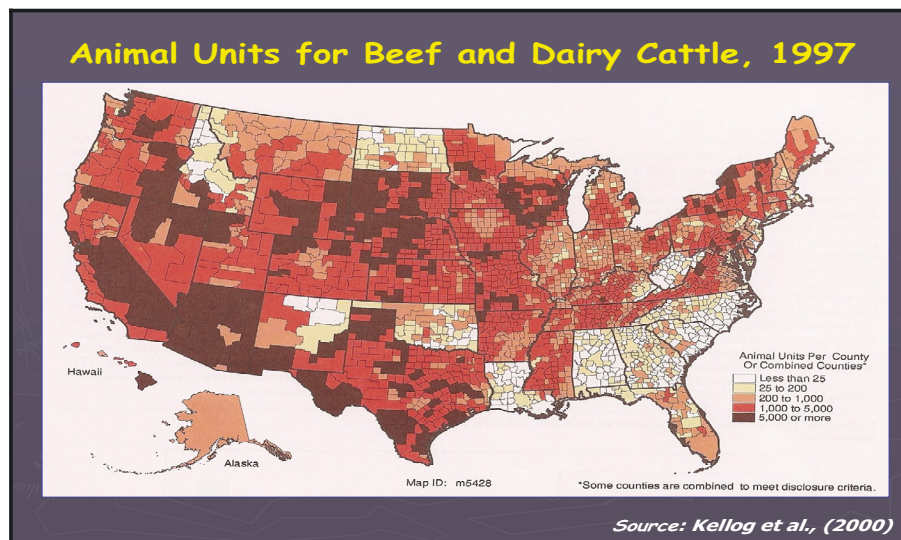 Animal Units for Beef and Dairy Cattle, 1997
Hawaii
Alaska
Animal Units Per County
Or Combined Counties*
Less than 25
25 to 200
200 to 1,000
1,000 to 5,000
5,000 or more
Map ID: m5428
*Some counties are combined to meet disclosure criteria.
Source: Kellog et al., (2000)